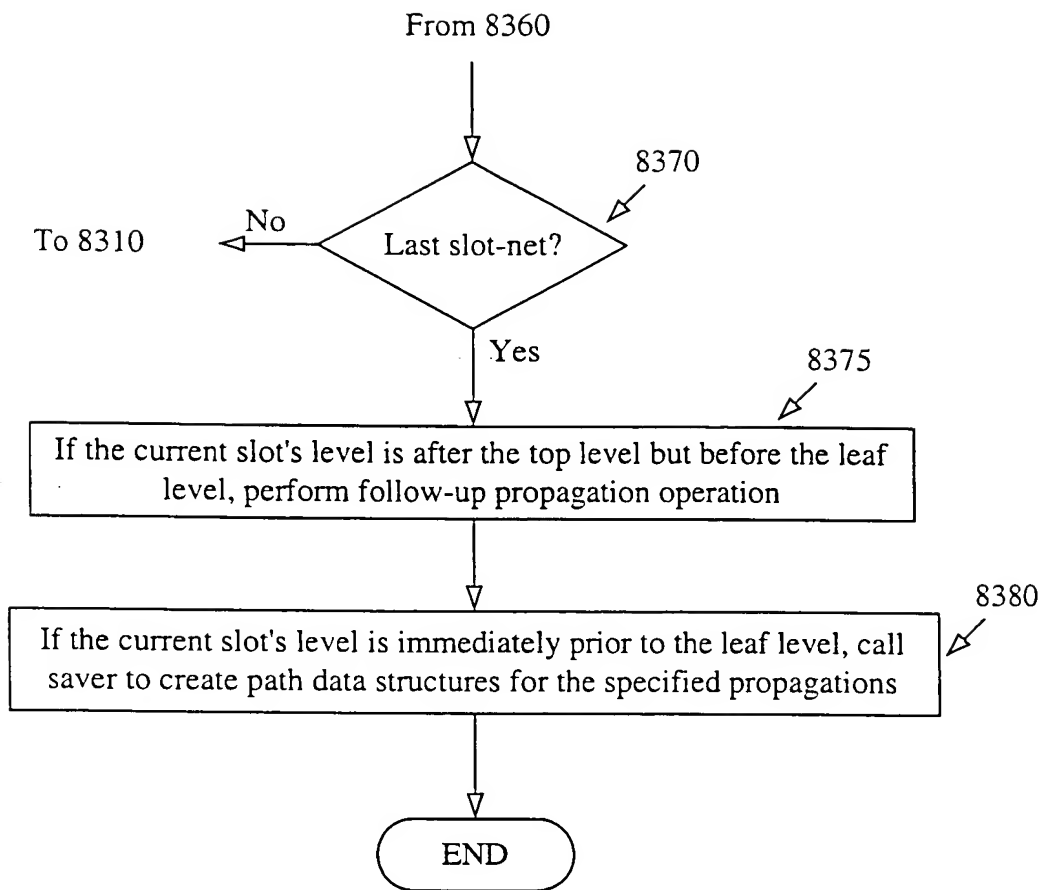 From 8360
8370
No
To 8310
Last slot-net?
Yes
8375
If the current slot's level is after the top level but before the leaf
level, perform follow-up propagation operation
8380
If the current slot's level is immediately prior to the leaf level, call
saver to create path data structures for the specified propagations
END